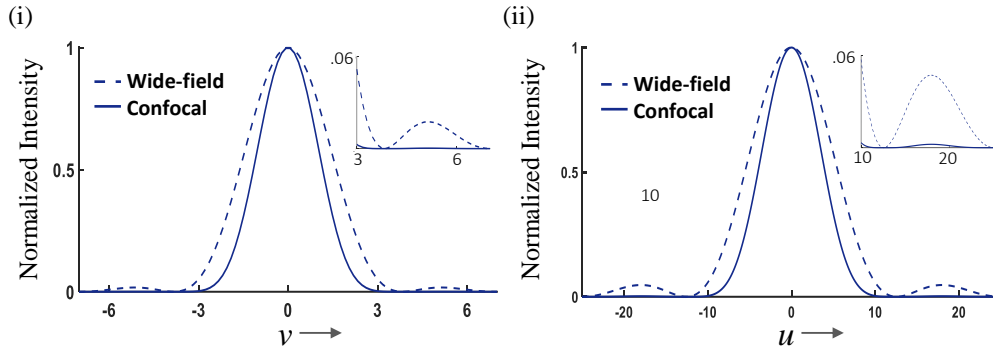 (i)
Normalized Intensity
1
0.5
0
Wide-field
Confocal
.06
3
6
-6
-3
0
3
6
v
(ii)
Normalized Intensity
1
0.5
0
Wide-field
Confocal
.06
10
20
10
-20
-10
0
10
20
u